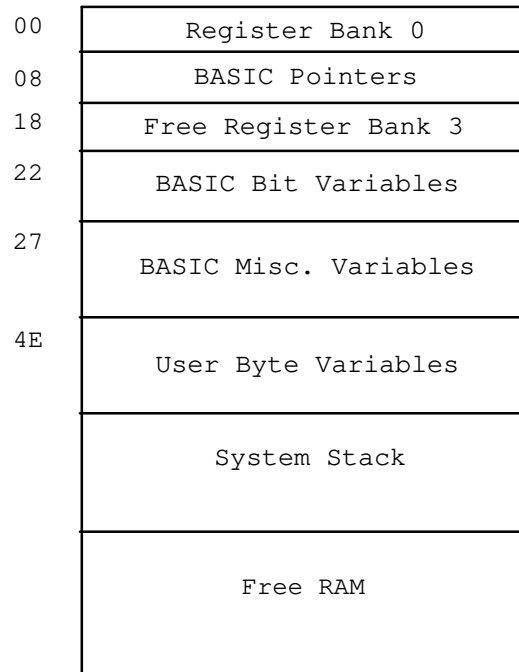 00 Register Bank 0
08 BASIC Pointers
18 Free Register Bank 3
22 BASIC Bit Variables
27 BASIC Misc. Variables
4E User Byte Variables
System Stack
Free RAM